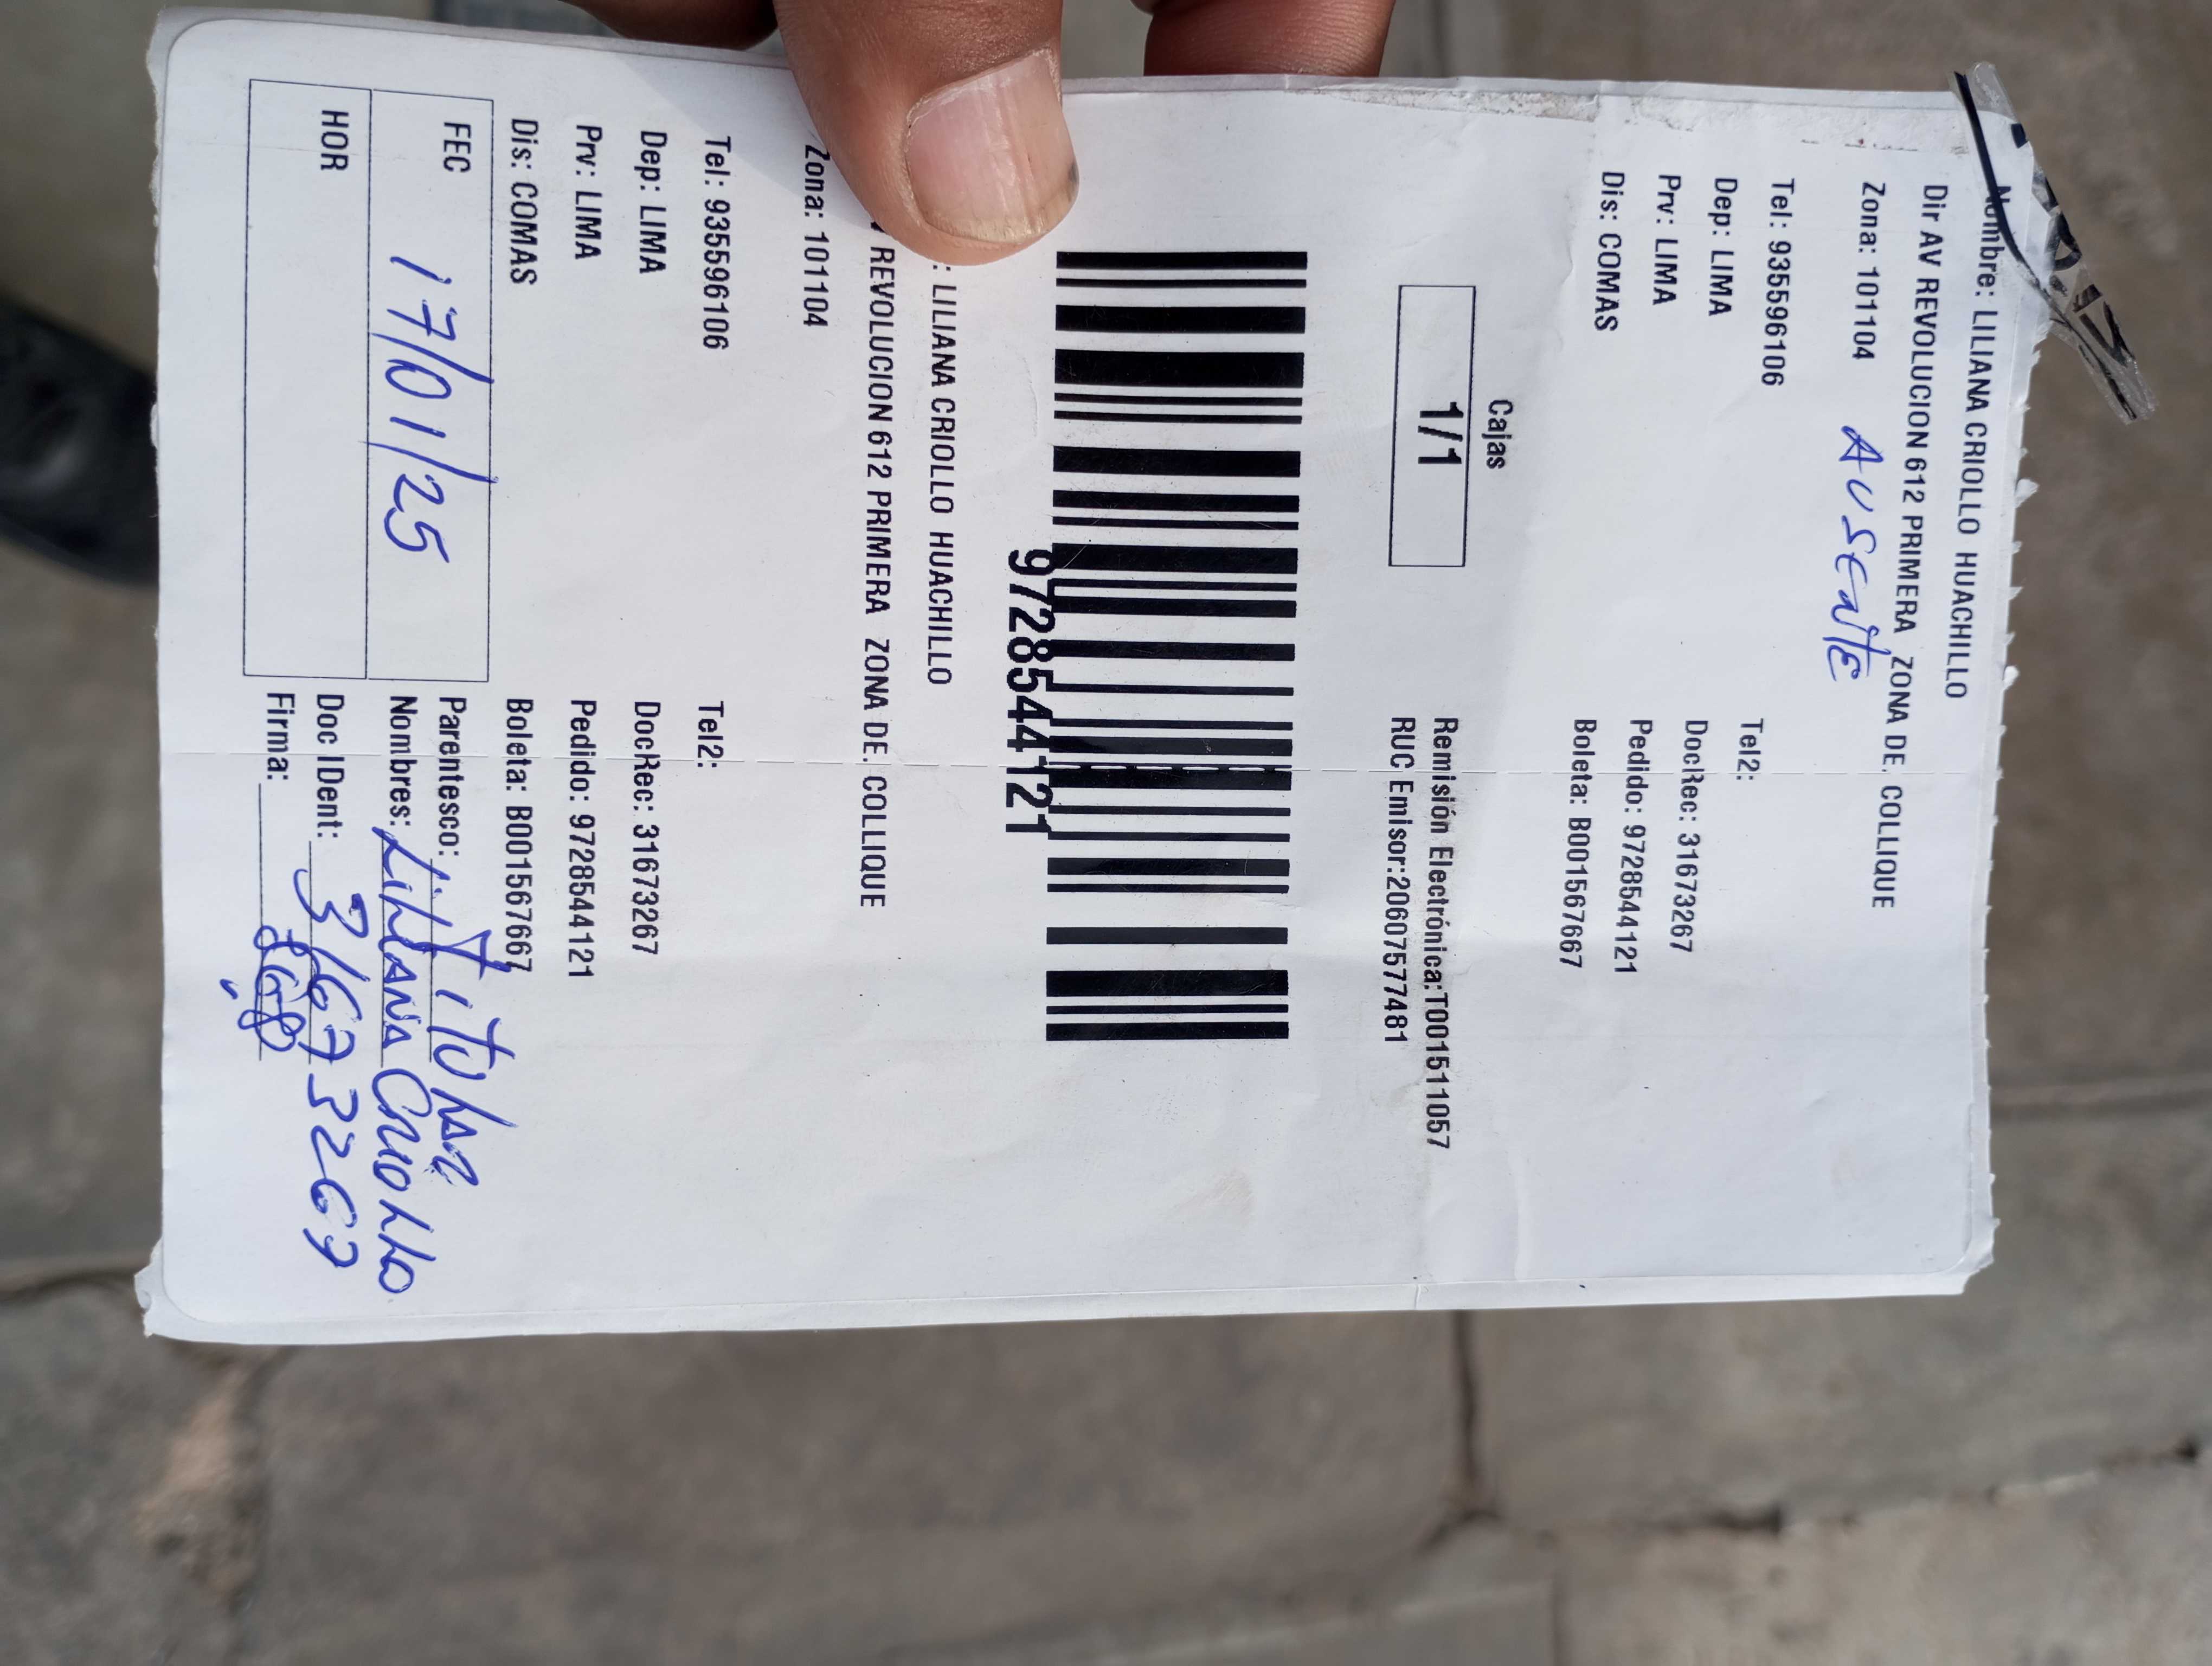 Nombre: LILIANA CRIOLLO HUACHILLO
Dir AV REVOLUCION 612 PRIMERA ZONA DE. COLLIQUE
Zona: 101104 AUSENTE
Tel: 935596106 Tel2:
Dep: LIMA DocRec: 31673267
Prv: LIMA Pedido: 9728544121
Dis: COMAS Boleta: B001567667
Cajas
1/1
Remisión Electrónica:T001511057
RUC Emisor:20607577481
9728544121
: LILIANA CRIOLLO HUACHILLO
REVOLUCION 612 PRIMERA ZONA DE. COLLIQUE
Zona: 101104
Tel: 935596106 Tel2:
Dep: LIMA DocRec: 31673267
Prv: LIMA Pedido: 9728544121
Dis: COMAS Boleta: B001567667
FEC 17/01/25
HOR
Parentesco: TITULAR
Nombres: LILIANA CRIOLLO
Doc IDent: 31673267
Firma: